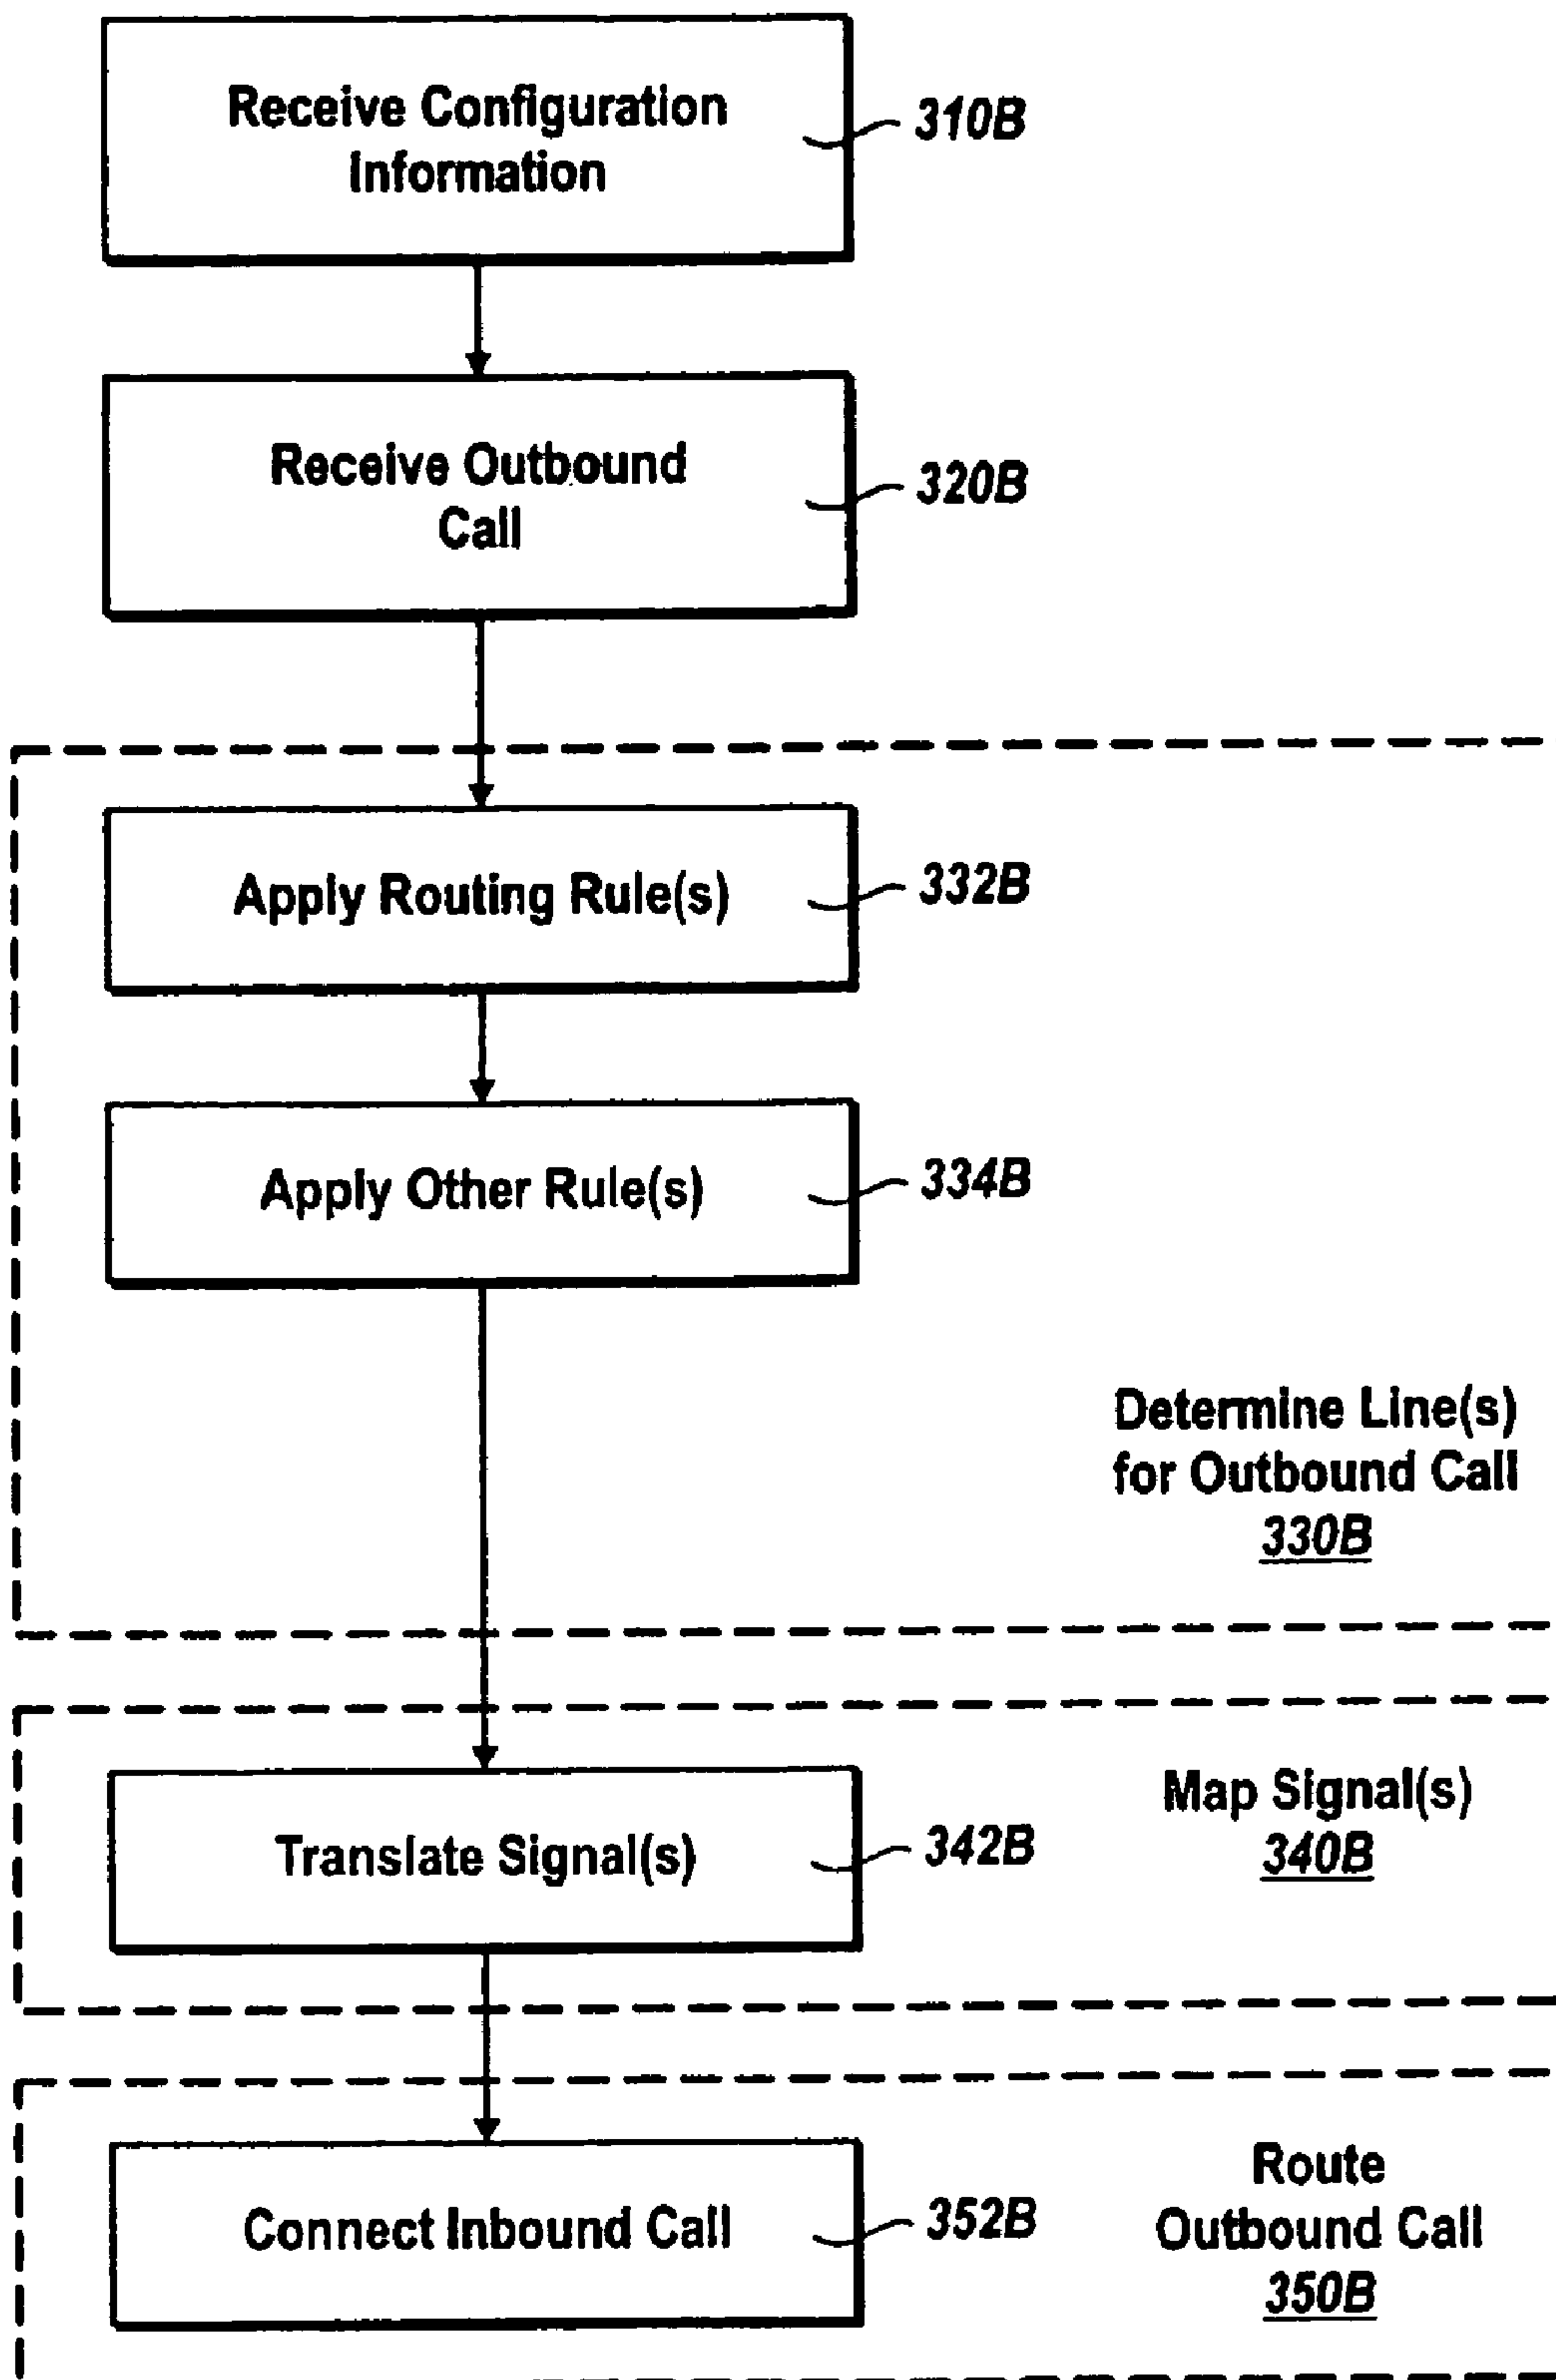 Receive Configuration
Information
310B
Receive Outbound
Call
320B
Apply Routing Rule(s)
332B
Apply Other Rule(s)
334B
Determine Line(s)
for Outbound Call
330B
Translate Signal(s)
342B
Map Signal(s)
340B
Connect Inbound Call
352B
Route
Outbound Call
350B